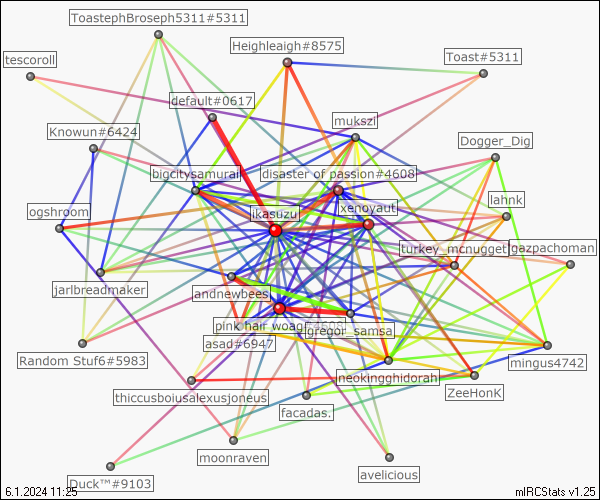 ToastephBroseph5311#5311
Heighleaigh#8575
tescoroll
Toast#5311
default#0617
mukszi
Knowun#6424
Dogger_Dig
bigcitysamurai
disaster of passion#4608
lahnk
ogshroom
ikasuzu
xenoyaut
turkey_mcnugget
gazpachoman
jarlbreadmaker
andnewbees
pink hair woag#4608
gregor_samsa
asad#6947
Random Stuf6#5983
neokingghidorah
mingus4742
thiccusboiusalexusjoneus
ZeeHonK
facadas.
moonraven
avelicious
Duck™#9103
6.1.2024 11:25
mIRCStats v1.25